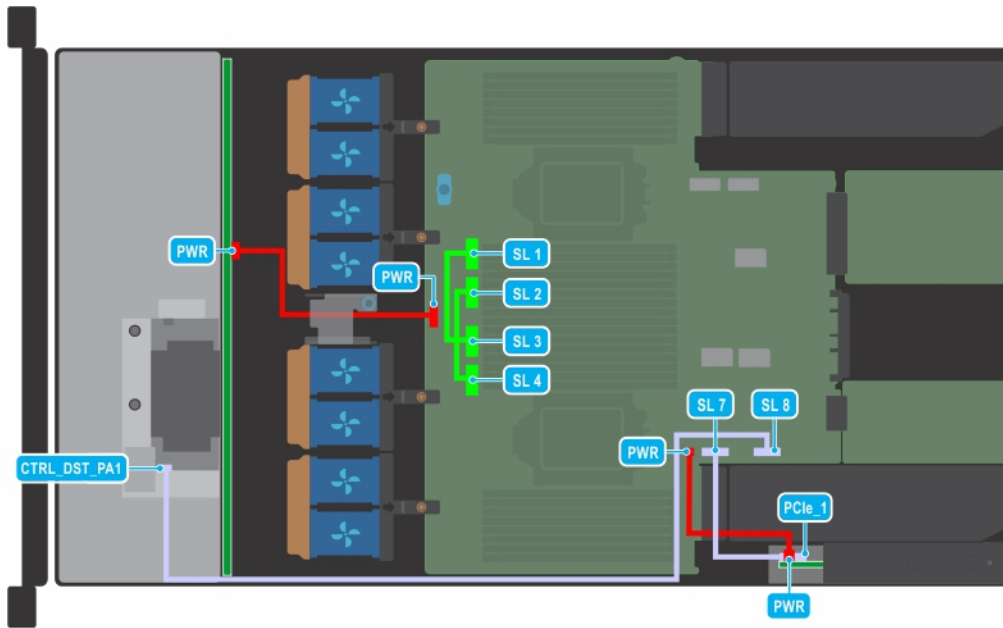 PWR
PWR
SL 1
SL 2
SL 3
SL 4
SL 7
SL 8
PWR
CTRL_DST_PA1
PCIe_1
PWR